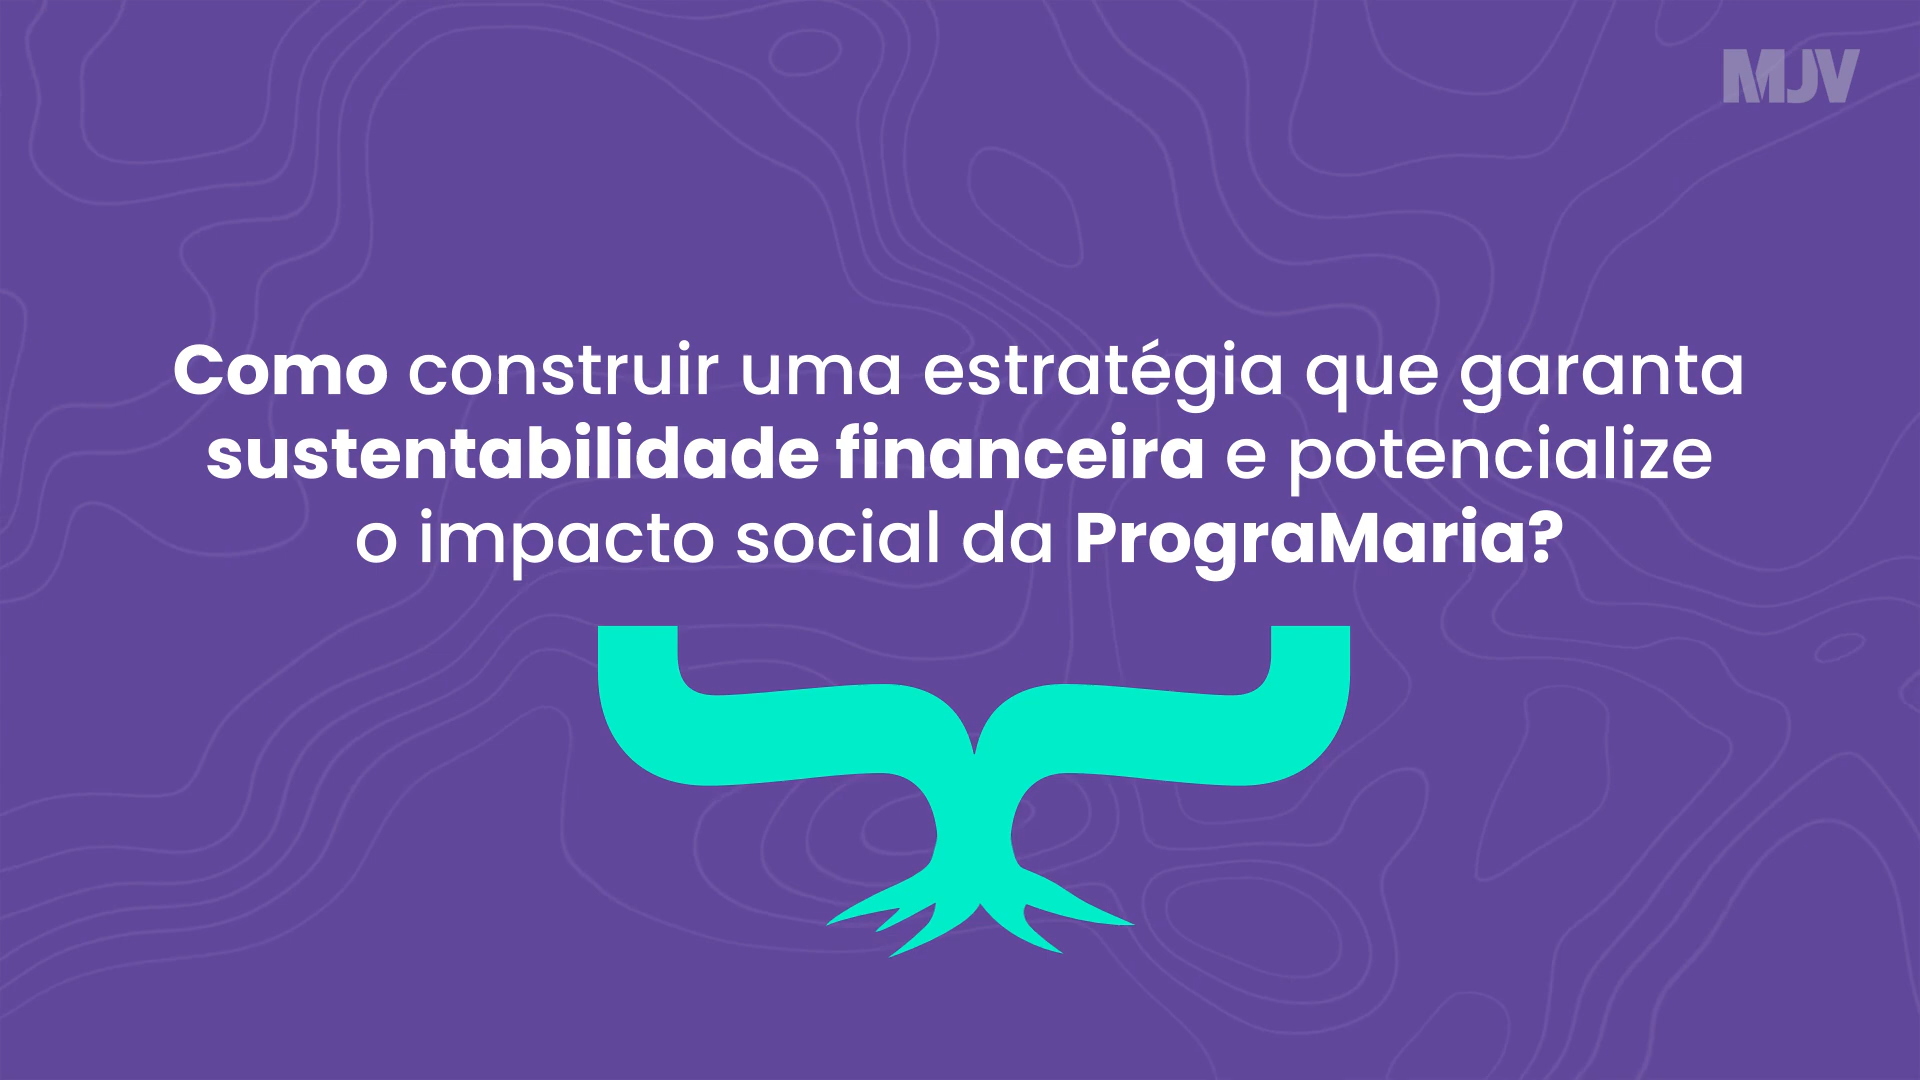 MJV
Como construir uma estratégia que garanta
sustentabilidade financeira e potencialize
o impacto social da PrograMaria?